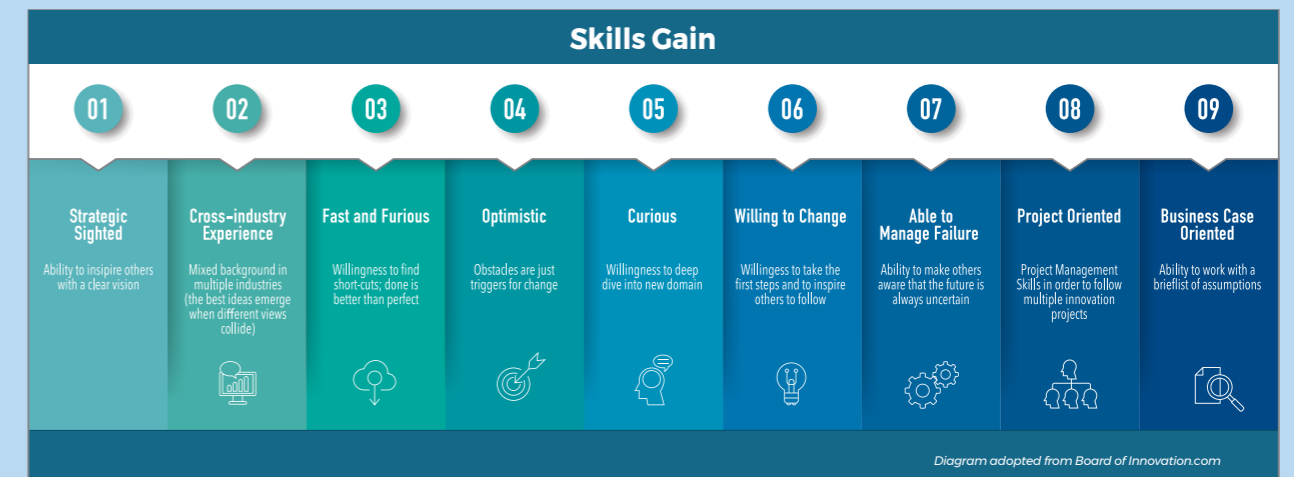 Skills Gain
01
02
03
04
05
06
07
08
09
Strategic
Sighted
Ability to insipire others
with a clear vision
Cross-industry
Experience
Mixed background in
multiple industries
(the best ideas emerge
when different views
collide)
Fast and Furious
Willingness to find
short-cuts; done is
better than perfect
Optimistic
Obstacles are just
triggers for change
Curious
Willingness to deep
dive into new domain
Willing to Change
Willingess to take the
first steps and to inspire
others to follow
Able to
Manage Failure
Ability to make others
aware that the future is
always uncertain
Project Oriented
Project Management
Skills in order to follow
multiple innovation
projects
Business Case
Oriented
Ability to work with a
brieflist of assumptions
Diagram adopted from Board of Innovation.com